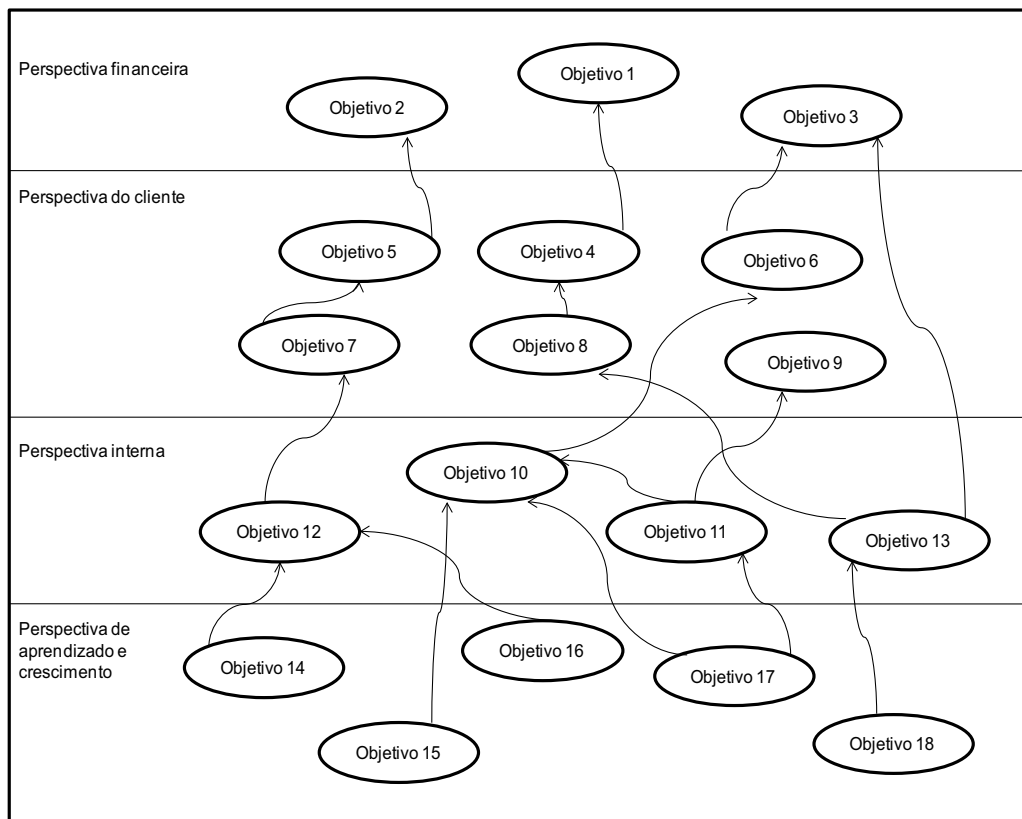 Perspectiva financeira
Objetivo 1
Objetivo 2
Objetivo 3
Perspectiva do cliente
Objetivo 5
Objetivo 4
Objetivo 6
Objetivo 7
Objetivo 8
Objetivo 9
Perspectiva interna
Objetivo 10
Objetivo 12
Objetivo 11
Objetivo 13
Perspectiva de
aprendizado e
crescimento
Objetivo 14
Objetivo 16
Objetivo 17
Objetivo 15
Objetivo 18